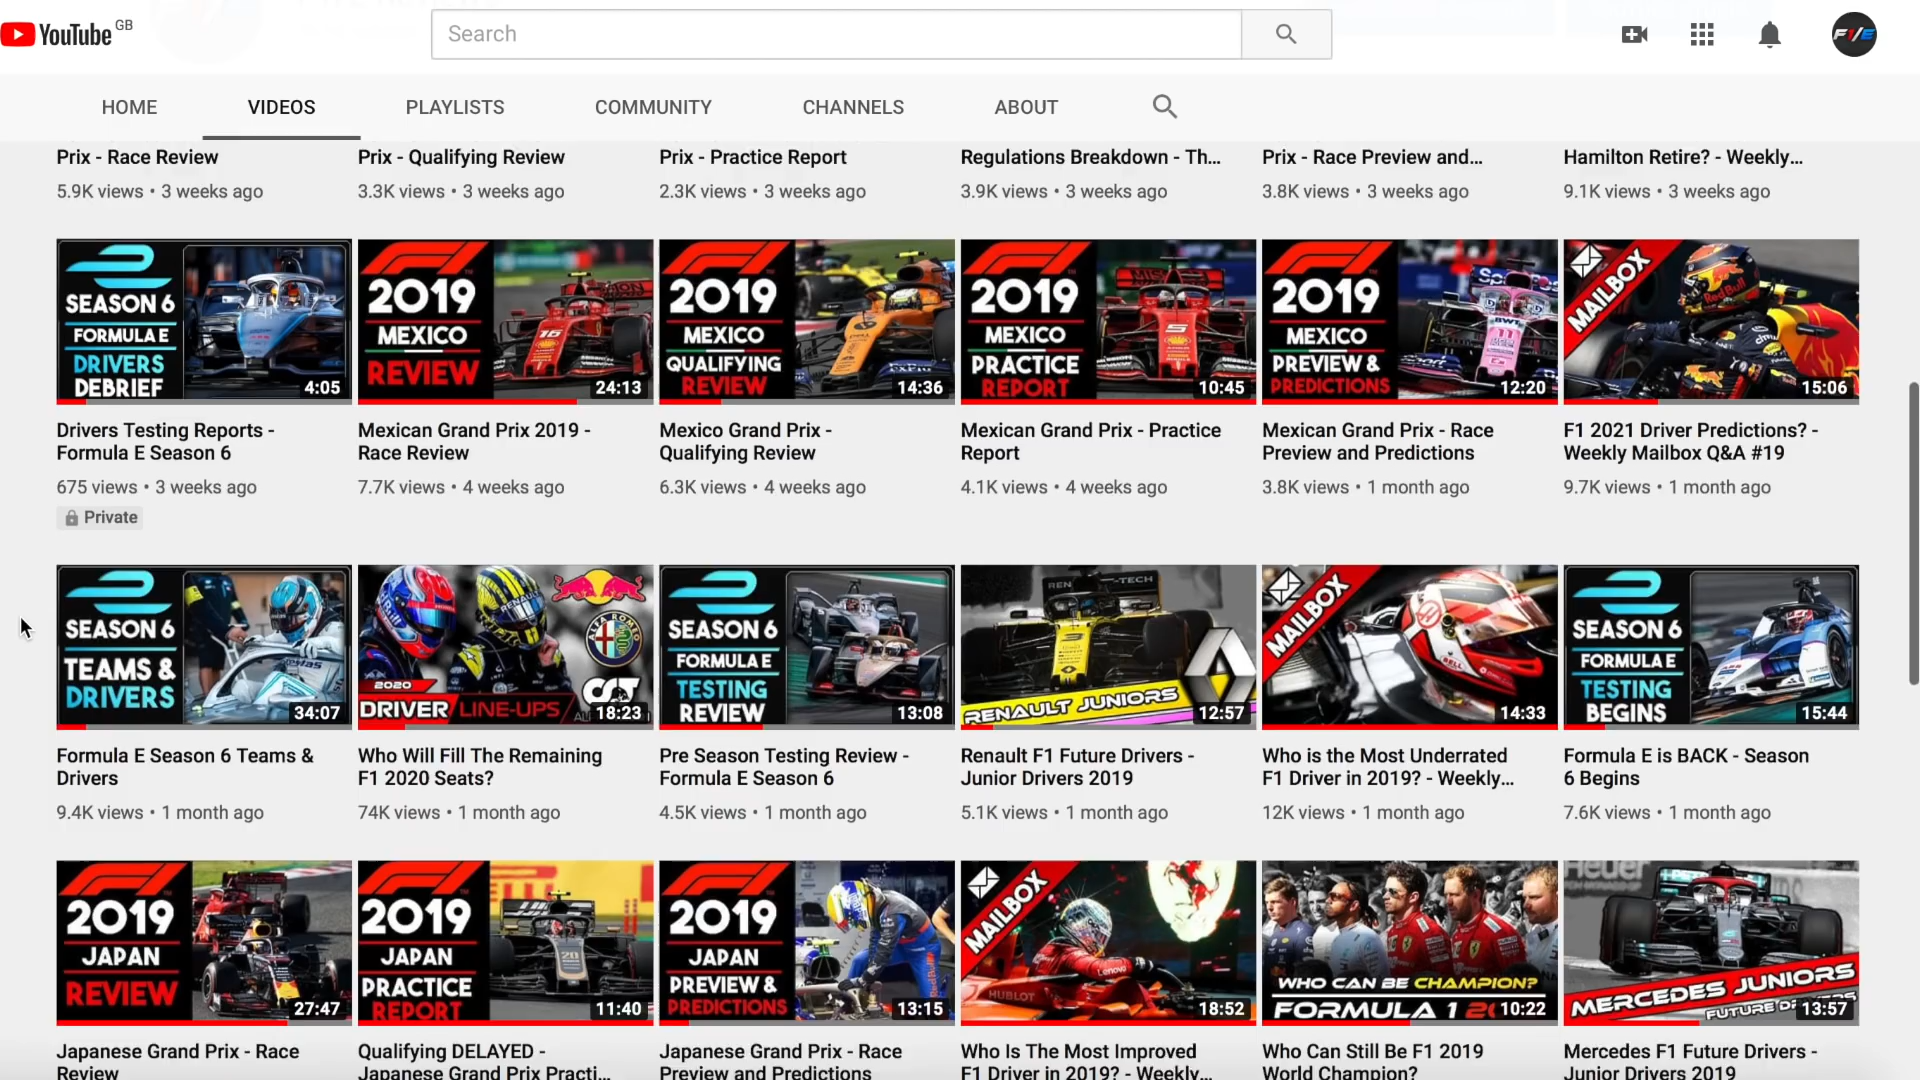 YouTube GB
Search
HOME
VIDEOS
PLAYLISTS
COMMUNITY
CHANNELS
ABOUT
Prix - Race Review
5.9K views • 3 weeks ago
Prix - Qualifying Review
3.3K views • 3 weeks ago
Prix - Practice Report
2.3K views • 3 weeks ago
Regulations Breakdown - Th...
3.9K views • 3 weeks ago
Prix - Race Preview and...
3.8K views • 3 weeks ago
Hamilton Retire? - Weekly...
9.1K views • 3 weeks ago
SEASON 6
FORMULA E
DRIVERS
DEBRIEF
4:05
Drivers Testing Reports -
Formula E Season 6
675 views • 3 weeks ago
Private
2019
MEXICO
REVIEW
24:13
Mexican Grand Prix 2019 -
Race Review
7.7K views • 4 weeks ago
2019
MEXICO
QUALIFYING
REVIEW
14:36
Mexico Grand Prix -
Qualifying Review
6.3K views • 4 weeks ago
2019
MEXICO
PRACTICE
REPORT
10:45
Mexican Grand Prix - Practice
Report
4.1K views • 4 weeks ago
2019
MEXICO
PREVIEW &
PREDICTIONS
12:20
Mexican Grand Prix - Race
Preview and Predictions
3.8K views • 1 month ago
MAILBOX
15:06
F1 2021 Driver Predictions? -
Weekly Mailbox Q&A #19
9.7K views • 1 month ago
SEASON 6
TEAMS &
DRIVERS
34:07
Formula E Season 6 Teams &
Drivers
9.4K views • 1 month ago
ALFA ROMEO
2020
DRIVER LINE-UPS
18:23
Who Will Fill The Remaining
F1 2020 Seats?
74K views • 1 month ago
SEASON 6
FORMULA E
TESTING
REVIEW
13:08
Pre Season Testing Review -
Formula E Season 6
4.5K views • 1 month ago
RENAULT JUNIORS
12:57
Renault F1 Future Drivers -
Junior Drivers 2019
5.1K views • 1 month ago
MAILBOX
14:33
Who is the Most Underrated
F1 Driver in 2019? - Weekly...
12K views • 1 month ago
SEASON 6
FORMULA E
TESTING
BEGINS
15:44
Formula E is BACK - Season
6 Begins
7.6K views • 1 month ago
2019
JAPAN
REVIEW
27:47
Japanese Grand Prix - Race
Review
2019
JAPAN
PRACTICE
REPORT
11:40
Qualifying DELAYED -
Japanese Grand Prix Practi...
2019
JAPAN
PREVIEW &
PREDICTIONS
13:15
Japanese Grand Prix - Race
Preview and Predictions
MAILBOX
HUBLOT
Lenovo
18:52
Who Is The Most Improved
F1 Driver in 2019? - Weekly...
WHO CAN BE CHAMPION?
FORMULA 1
10:22
Who Can Still Be F1 2019
World Champion?
MERCEDES JUNIORS
FUTURE
13:57
Mercedes F1 Future Drivers -
Junior Drivers 2019